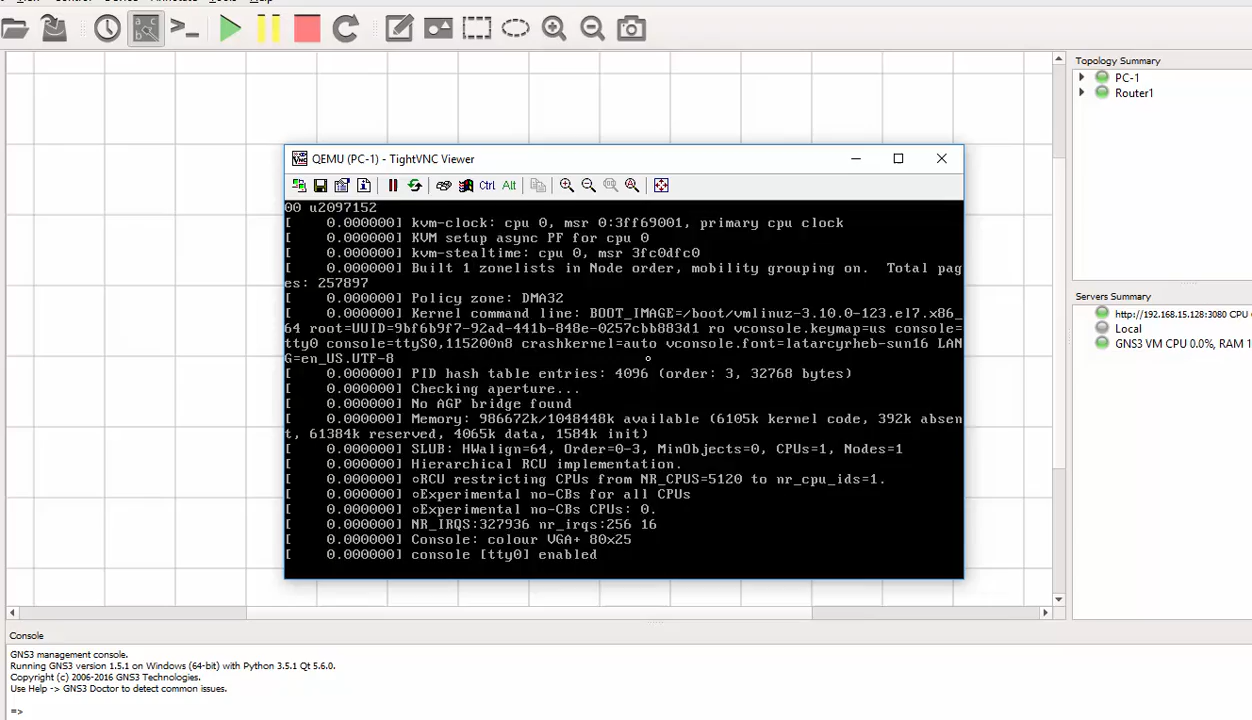 Topology Summary
PC-1
Router1
QEMU (PC-1) - TightVNC Viewer
Ctrl Alt
00 u2097152
[    0.000000] kvm-clock: cpu 0, msr 0:3ff69001, primary cpu clock
[    0.000000] KVM setup async PF for cpu 0
[    0.000000] kvm-stealtime: cpu 0, msr 3fc0dfc0
[    0.000000] Built 1 zonelists in Node order, mobility grouping on.  Total pag
es: 257897
[    0.000000] Policy zone: DMA32
[    0.000000] Kernel command line: BOOT_IMAGE=/boot/vmlinuz-3.10.0-123.el7.x86_
64 root=UUID=9bf6b9f7-92ad-441b-848e-0257cbb883d1 ro vconsole.keymap=us console=
tty0 console=ttyS0,115200n8 crashkernel=auto vconsole.font=latarcyrheb-sun16 LAN
G=en_US.UTF-8
[    0.000000] PID hash table entries: 4096 (order: 3, 32768 bytes)
[    0.000000] Checking aperture...
[    0.000000] No AGP bridge found
[    0.000000] Memory: 986672k/1048448k available (6105k kernel code, 392k absen
t, 61384k reserved, 4065k data, 1584k init)
[    0.000000] SLUB: HWalign=64, Order=0-3, MinObjects=0, CPUs=1, Nodes=1
[    0.000000] Hierarchical RCU implementation.
[    0.000000] ○RCU restricting CPUs from NR_CPUS=5120 to nr_cpu_ids=1.
[    0.000000] ○Experimental no-CBs for all CPUs
[    0.000000] ○Experimental no-CBs CPUs: 0.
[    0.000000] NR_IRQS:327936 nr_irqs:256 16
[    0.000000] Console: colour VGA+ 80x25
[    0.000000] console [tty0] enabled
Servers Summary
http://192.168.15.128:3080 CPU
Local
GNS3 VM CPU 0.0%, RAM 1
Console
GNS3 management console.
Running GNS3 version 1.5.1 on Windows (64-bit) with Python 3.5.1 Qt 5.6.0.
Copyright (c) 2006-2016 GNS3 Technologies.
Use Help -> GNS3 Doctor to detect common issues.
=>